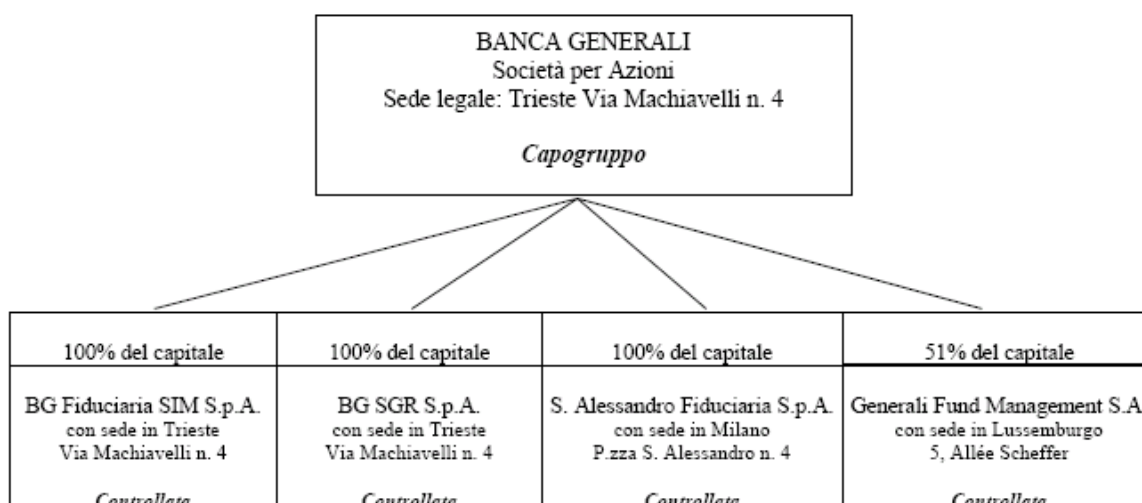 BANCA GENERALI
Società per Azioni
Sede legale: Trieste Via Machiavelli n. 4
Capogruppo
100% del capitale
BG Fiduciaria SIM S.p.A.
con sede in Trieste
Via Machiavelli n. 4
Controllata
100% del capitale
BG SGR S.p.A.
con sede in Trieste
Via Machiavelli n. 4
Controllata
100% del capitale
S. Alessandro Fiduciaria S.p.A.
con sede in Milano
P.zza S. Alessandro n. 4
Controllata
51% del capitale
Generali Fund Management S.A
con sede in Lussemburgo
5, Allée Scheffer
Controllata